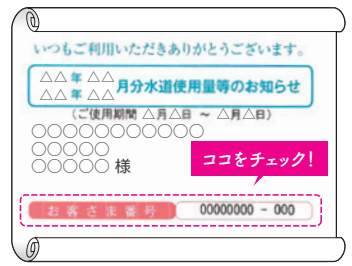 いつもご利用いただきありがとうございます。
△△年 △△
△△年 △△
月分水道使用量等のお知らせ
(ご使用期間 △月△日 ～ △月△日)
○○○○○○○○○○○
○○○○○
○○○○○ 様
ココをチェック!
お客さま番号 00000000 - 000